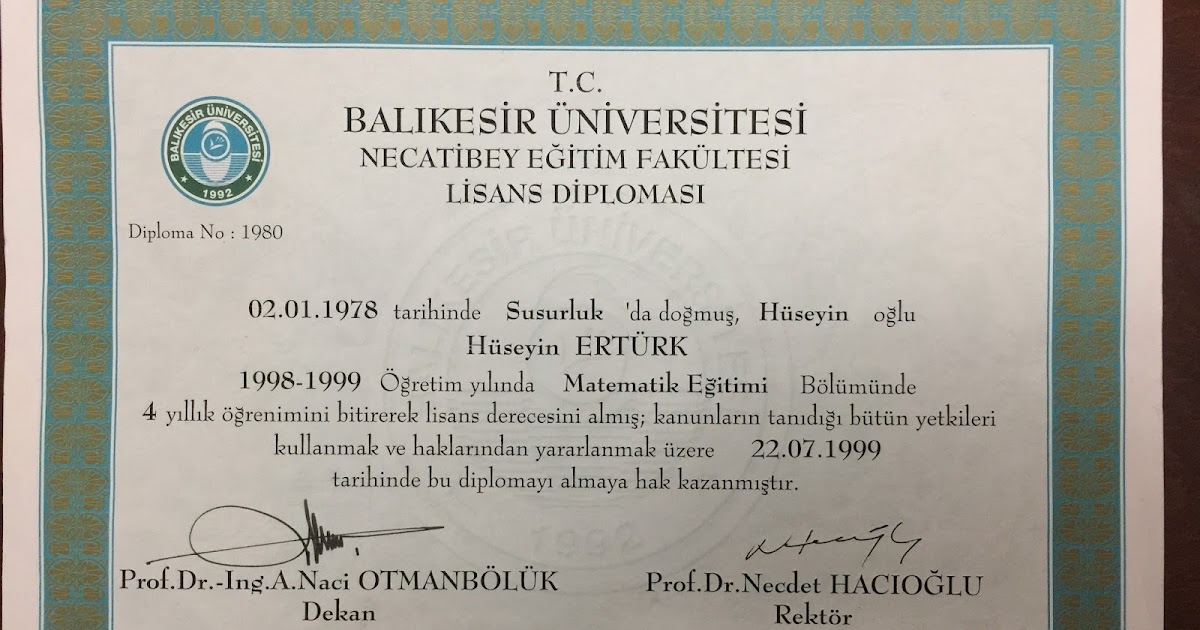 T.C.
BALIKESİR ÜNİVERSİTESİ
NECATİBEY EĞİTİM FAKÜLTESİ
LİSANS DİPLOMASI
BALIKESİR ÜNİVERSİTESİ
1992
Diploma No : 1980
02.01.1978 tarihinde Susurluk 'da doğmuş, Hüseyin oğlu
Hüseyin ERTÜRK
1998-1999 Öğretim yılında Matematik Eğitimi Bölümünde
4 yıllık öğrenimini bitirerek lisans derecesini almış; kanunların tanıdığı bütün yetkileri
kullanmak ve haklarından yararlanmak üzere 22.07.1999
tarihinde bu diplomayı almaya hak kazanmıştır.
1992
Prof.Dr.-Ing.A.Naci OTMANBÖLÜK
Dekan
Prof.Dr.Necdet HACIOĞLU
Rektör